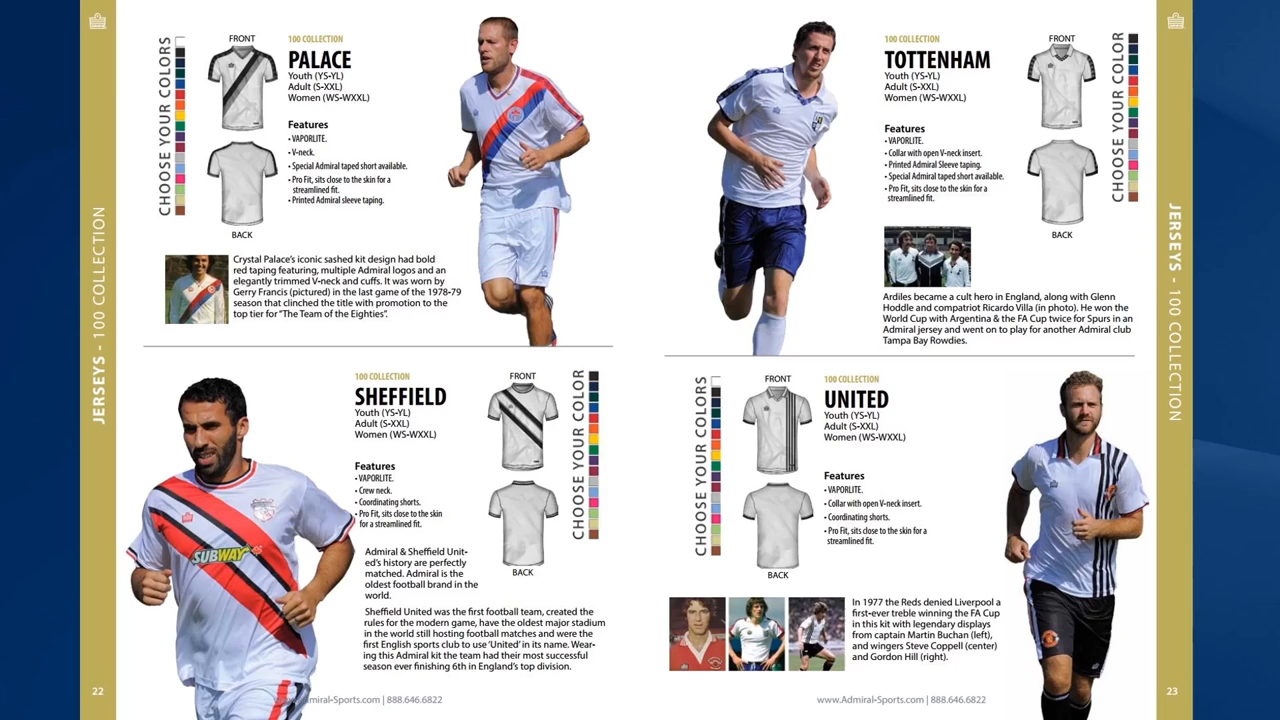 JERSEYS - 100 COLLECTION
22
CHOOSE YOUR COLORS
FRONT
BACK
100 COLLECTION
PALACE
Youth (YS-YL)
Adult (S-XXL)
Women (WS-WXXL)
Features
• VAPORLITE.
• V-neck.
• Special Admiral taped short available.
• Pro Fit, sits close to the skin for a
streamlined fit.
• Printed Admiral sleeve taping.
Crystal Palace's iconic sashed kit design had bold
red taping featuring, multiple Admiral logos and an
elegantly trimmed V-neck and cuffs. It was worn by
Gerry Francis (pictured) in the last game of the 1978-79
season that clinched the title with promotion to the
top tier for "The Team of the Eighties".
100 COLLECTION
SHEFFIELD
Youth (YS-YL)
Adult (S-XXL)
Women (WS-WXXL)
Features
• VAPORLITE.
• Crew neck.
• Coordinating shorts.
• Pro Fit, sits close to the skin
for a streamlined fit.
FRONT
BACK
CHOOSE YOUR COLOR
SUBWAY
Admiral & Sheffield Unit-
ed's history are perfectly
matched. Admiral is the
oldest football brand in the
world.
Sheffield United was the first football team, created the
rules for the modern game, have the oldest major stadium
in the world still hosting football matches and were the
first English sports club to use 'United' in its name. Wear-
ing this Admiral kit the team had their most successful
season ever finishing 6th in England's top division.
miral-Sports.com | 888.646.6822
100 COLLECTION
TOTTENHAM
Youth (YS-YL)
Adult (S-XXL)
Women (WS-WXXL)
Features
• VAPORLITE.
• Collar with open V-neck insert.
• Printed Admiral Sleeve taping.
• Special Admiral taped short available.
• Pro Fit, sits close to the skin for a
streamlined fit.
FRONT
BACK
CHOOSE YOUR COLOR
Ardiles became a cult hero in England, along with Glenn
Hoddle and compatriot Ricardo Villa (in photo). He won the
World Cup with Argentina & the FA Cup twice for Spurs in an
Admiral jersey and went on to play for another Admiral club
Tampa Bay Rowdies.
CHOOSE YOUR COLORS
FRONT
BACK
100 COLLECTION
UNITED
Youth (YS-YL)
Adult (S-XXL)
Women (WS-WXXL)
Features
• VAPORLITE.
• Collar with open V-neck insert.
• Coordinating shorts.
• Pro Fit, sits close to the skin for a
streamlined fit.
In 1977 the Reds denied Liverpool a
first-ever treble winning the FA Cup
in this kit with legendary displays
from captain Martin Buchan (left),
and wingers Steve Coppell (center)
and Gordon Hill (right).
www.Admiral-Sports.com | 888.646.6822
JERSEYS - 100 COLLECTION
23